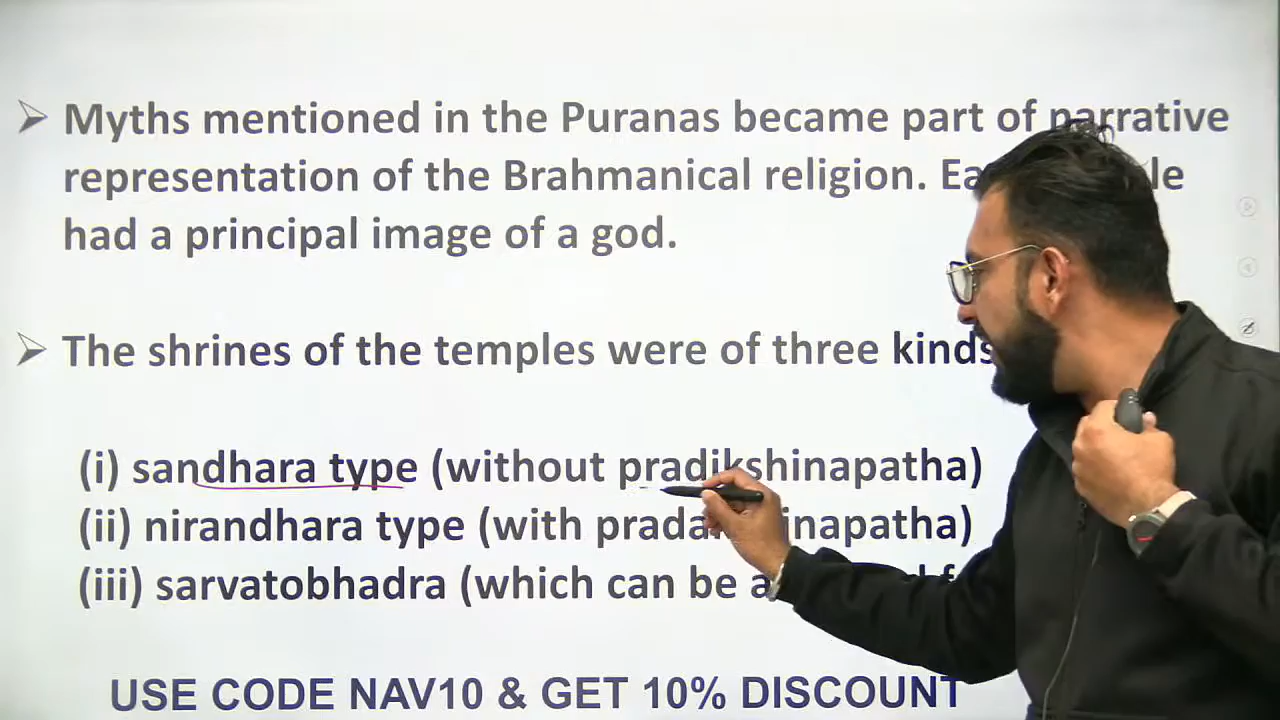 Myths mentioned in the Puranas became part of narrative
representation of the Brahmanical religion.
had a principal image of a god.
The shrines of the temples were of three kinds
(i) sandhara type (without pradikshinapatha)
(ii) nirandhara type (with
(iii) sarvatobhadra (which can be
USE CODE NAV10 & GET 10% DISCOUNT